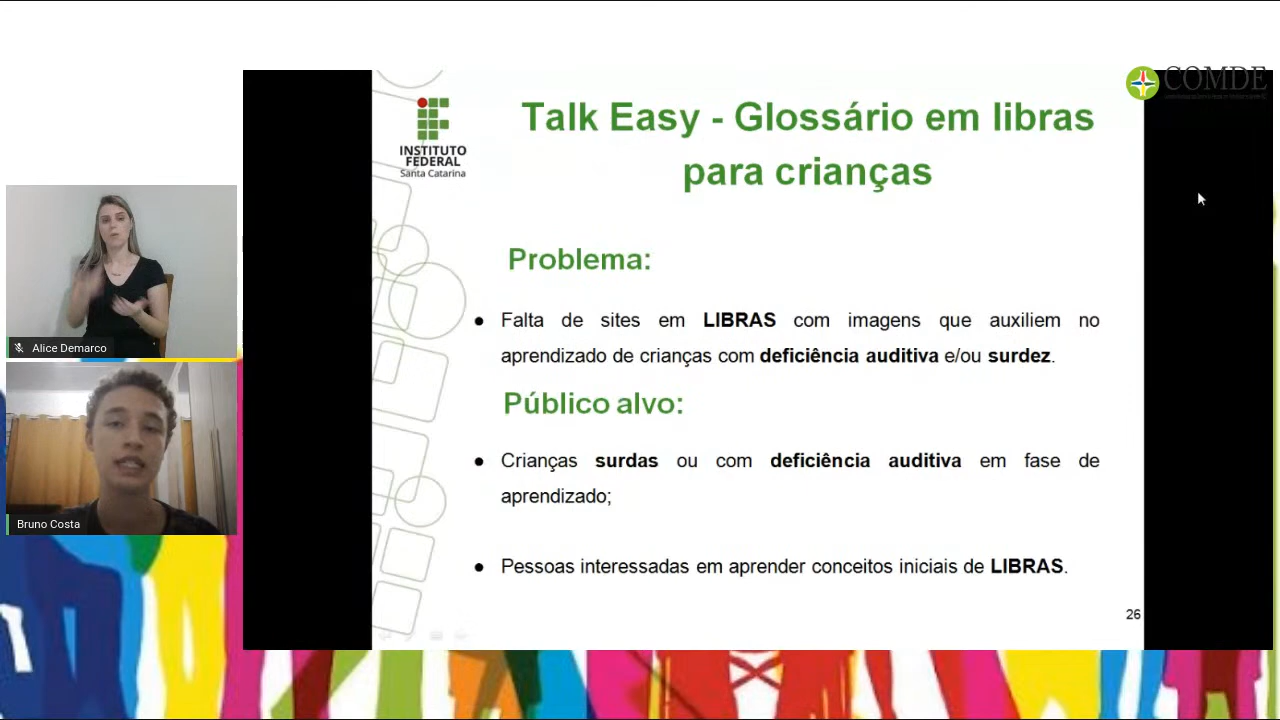 COMDE
INSTITUTO
FEDERAL
Santa Catarina
Talk Easy - Glossário em libras
para crianças
Problema:
● Falta de sites em LIBRAS com imagens que auxiliem no
aprendizado de crianças com deficiência auditiva e/ou surdez.
Público alvo:
● Crianças surdas ou com deficiência auditiva em fase de
aprendizado;
● Pessoas interessadas em aprender conceitos iniciais de LIBRAS.
26
Alice Demarco
Bruno Costa